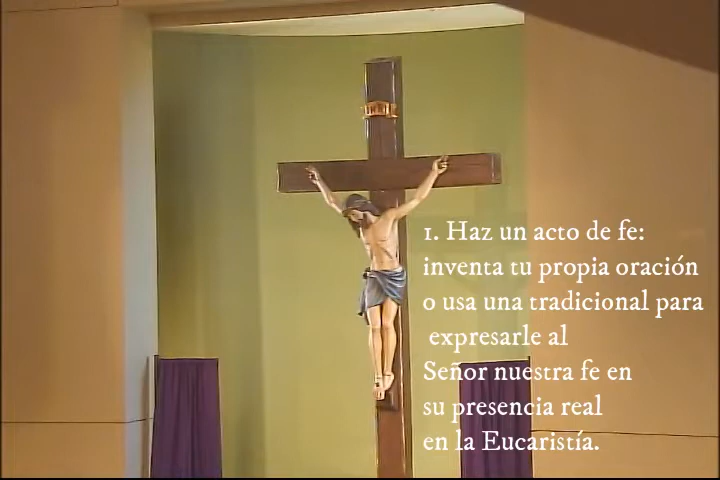 1. Haz un acto de fe:
inventa tu propia oración
o usa una tradicional para
expresarle al
Señor nuestra fe en
su presencia real
en la Eucaristía.